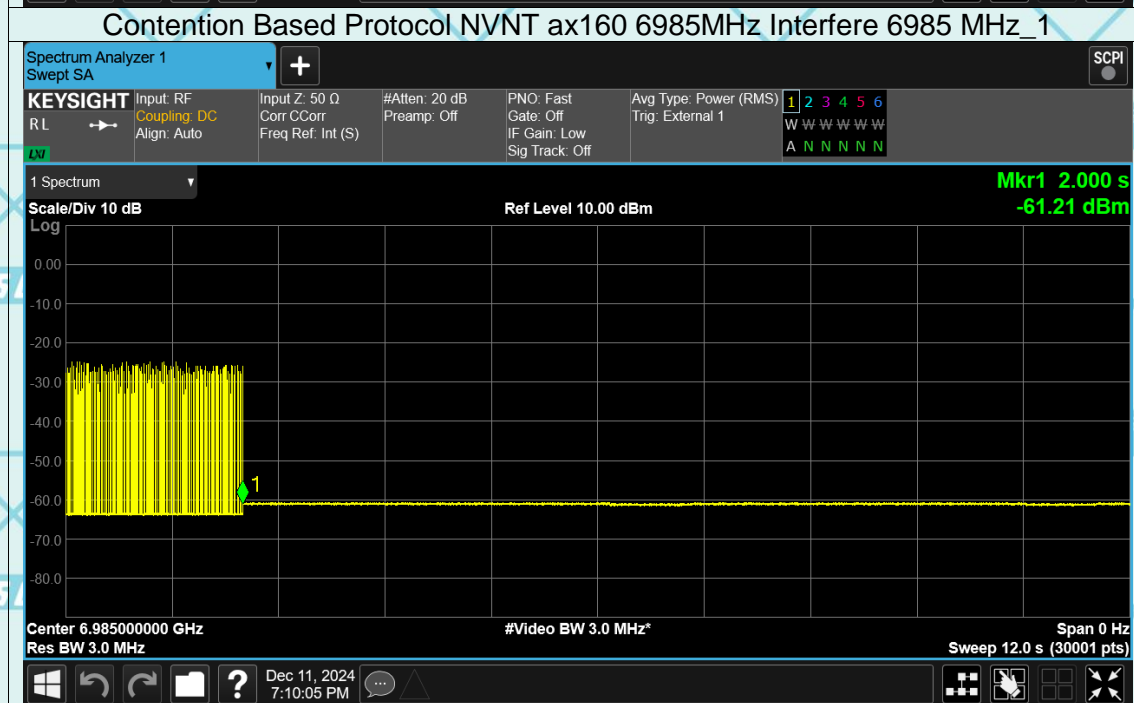 Contention Based Protocol NVNT ax160 6985MHz Interfere 6985 MHz_1
Spectrum Analyzer 1
Swept SA
+
SCPI
KEYSIGHT
RL
LXI
Input: RF
Coupling: DC
Align: Auto
Input Z: 50 Ω
Corr CCorr
Freq Ref: Int (S)
#Atten: 20 dB
Preamp: Off
PNO: Fast
Gate: Off
IF Gain: Low
Sig Track: Off
Avg Type: Power (RMS)
Trig: External 1
1 2 3 4 5 6
W W W W W W
A N N N N N
1 Spectrum
Mkr1 2.000 s
Scale/Div 10 dB
Ref Level 10.00 dBm
-61.21 dBm
Log
0.00
-10.0
-20.0
-30.0
-40.0
-50.0
1
-60.0
-70.0
-80.0
Center 6.985000000 GHz
#Video BW 3.0 MHz*
Span 0 Hz
Res BW 3.0 MHz
Sweep 12.0 s (30001 pts)
?
Dec 11, 2024
7:10:05 PM